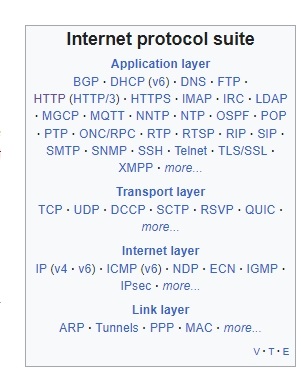 Internet protocol suite
Application layer
BGP · DHCP (v6) · DNS · FTP ·
HTTP (HTTP/3) · HTTPS · IMAP · IRC · LDAP
· MGCP · MQTT · NNTP · NTP · OSPF · POP
· PTP · ONC/RPC · RTP · RTSP · RIP · SIP ·
SMTP · SNMP · SSH · Telnet · TLS/SSL ·
XMPP · more...
Transport layer
TCP · UDP · DCCP · SCTP · RSVP · QUIC ·
more...
Internet layer
IP (v4 · v6) · ICMP (v6) · NDP · ECN · IGMP ·
IPsec · more...
Link layer
ARP · Tunnels · PPP · MAC · more...
V · T · E